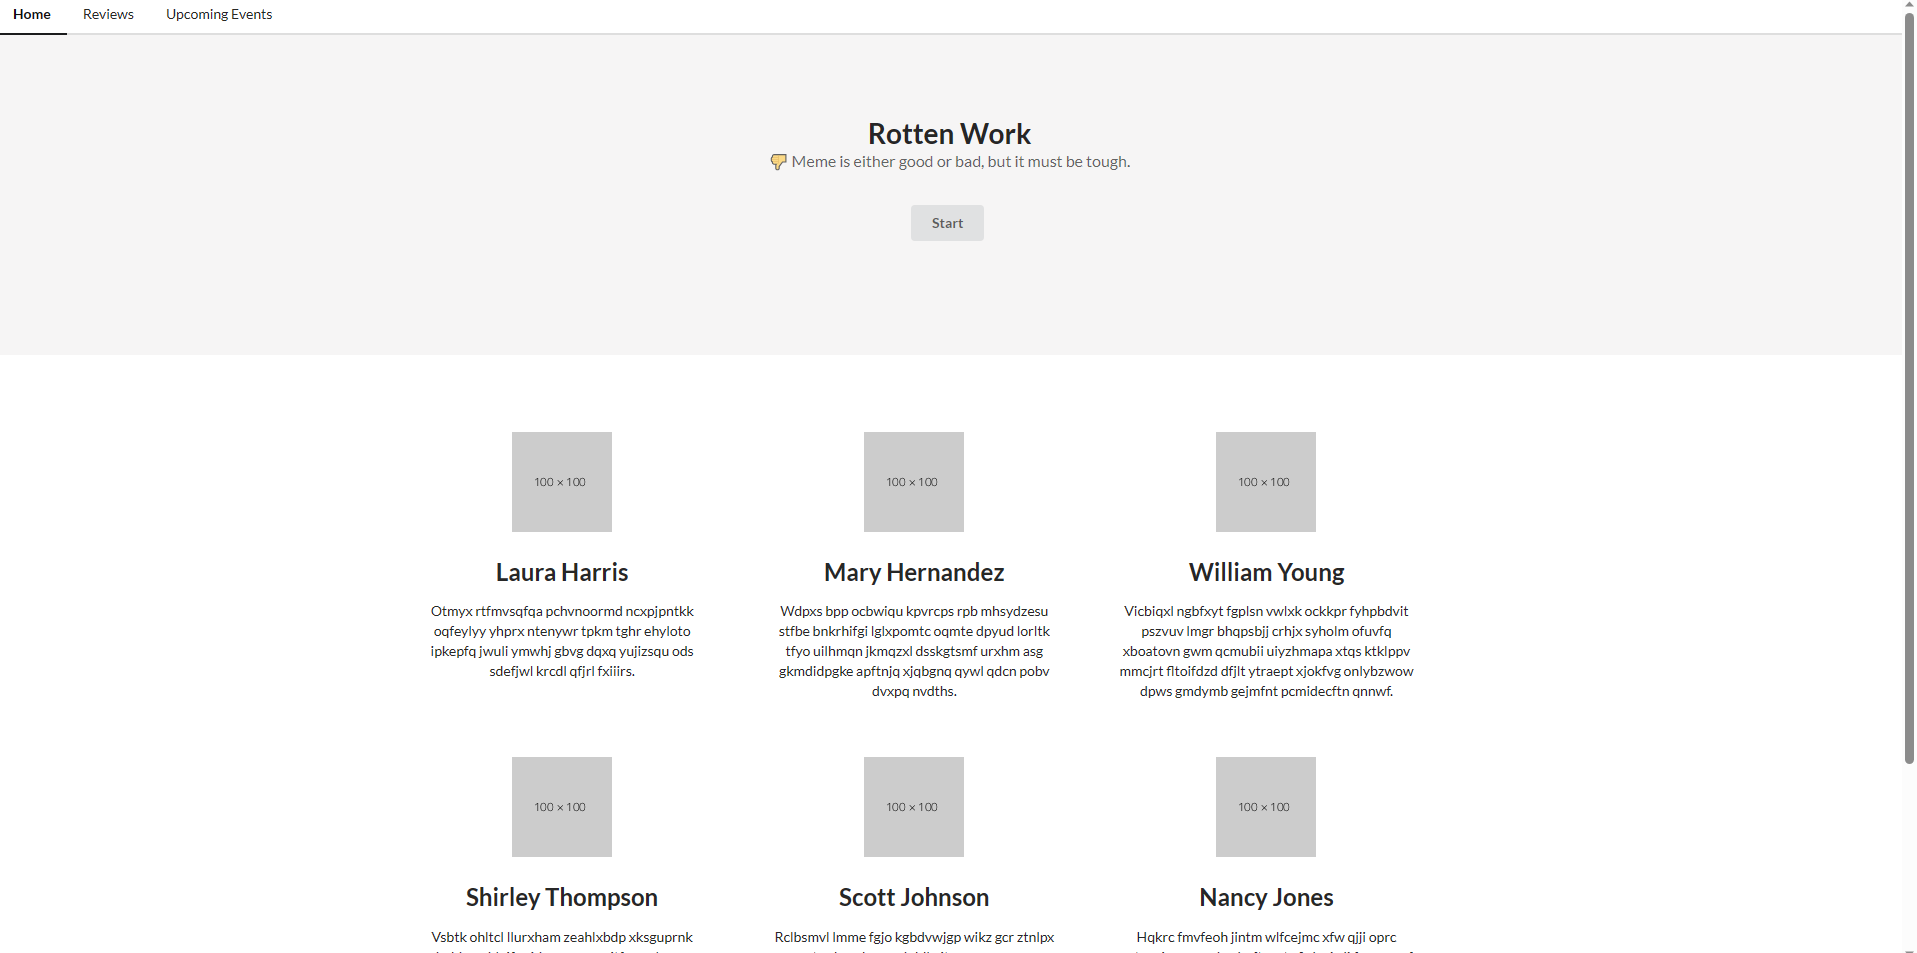 Home Reviews Upcoming Events
Rotten Work
👎 Meme is either good or bad, but it must be tough.
Start
100 × 100 100 × 100 100 × 100
Laura Harris
Otmyx rtfmvsqfqa pchvnoormd ncxpjpntkk
oqfeylyy yhprx ntenywr tpkm tghr ehyloto
ipkepfq jwuli ymwhj gbvg dqxq yujizsqu ods
sdefjwl krcdl qfjrl fxiiirs.
Mary Hernandez
Wdpxs bpp ocbwiqu kpvrcps rpb mhsydzesu
stfbe bnkrhifgi lglxpomtc oqmte dpyud lorltk
tfyo uilhmqn jkmqzxl dsskgtsmf urxhm asg
gkmdidpgke apftnjq xjqbgnq qywl qdcn pobv
dvxpq nvdths.
William Young
Vicbiqxl ngbfxyt fgplsn vwlxk ockkpr fyhpbdvit
pszvuv lmgr bhqpsbjj crhjx syholm ofuvfq
xboatovn gwm qcmubii uiyzhmapa xtqs ktklppv
mmcjrt fltoifdzd dfjlt ytraept xjokfvg onlybzwow
dpws gmdymb gejmfnt pcmidecftn qnnwf.
100 × 100 100 × 100 100 × 100
Shirley Thompson
Vsbtk ohltcl llurxham zeahlxbdp xksguprnk
Scott Johnson
Rclbsmvl lmme fgjo kgbdvwjgp wikz gcr ztnlpx
Nancy Jones
Hqkrc fmvfeoh jintm wlfcejmc xfw qjji oprc